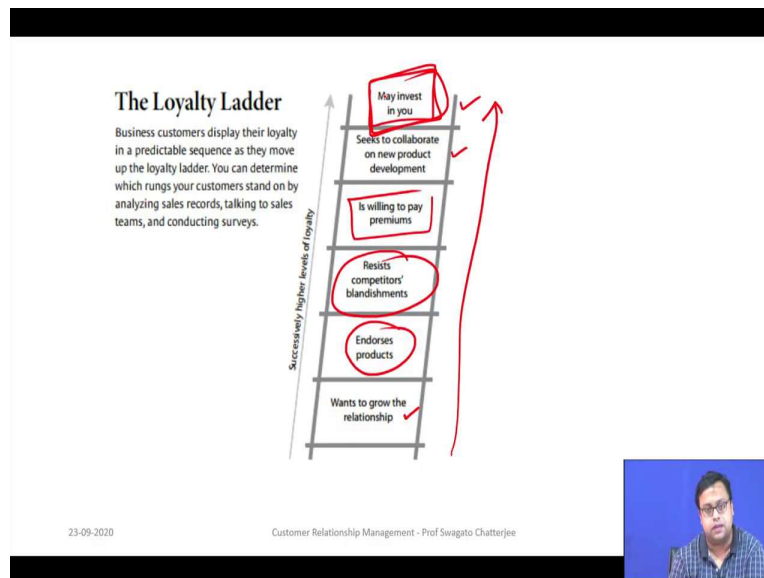 The Loyalty Ladder
Business customers display their loyalty
in a predictable sequence as they move
up the loyalty ladder. You can determine
which rungs your customers stand on by
analyzing sales records, talking to sales
teams, and conducting surveys.
Successively higher levels of loyalty
May invest
in you
Seeks to collaborate
on new product
development
Is willing to pay
premiums
Resists
competitors'
blandishments
Endorses
products
Wants to grow the
relationship
23-09-2020
Customer Relationship Management - Prof Swagato Chatterjee